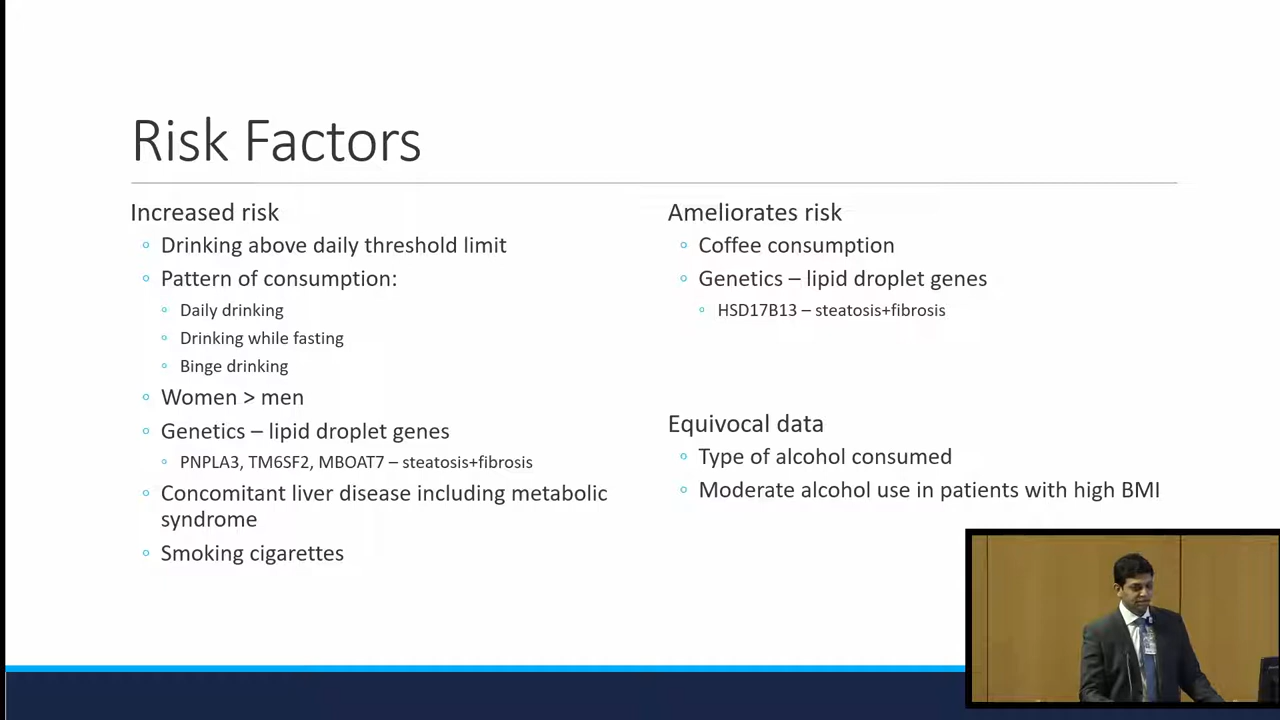 Risk Factors
Increased risk
Drinking above daily threshold limit
Pattern of consumption:
Daily drinking
Drinking while fasting
Binge drinking
Women > men
Genetics – lipid droplet genes
PNPLA3, TM6SF2, MBOAT7 – steatosis+fibrosis
Concomitant liver disease including metabolic
syndrome
Smoking cigarettes
Ameliorates risk
Coffee consumption
Genetics – lipid droplet genes
HSD17B13 – steatosis+fibrosis
Equivocal data
Type of alcohol consumed
Moderate alcohol use in patients with high BMI